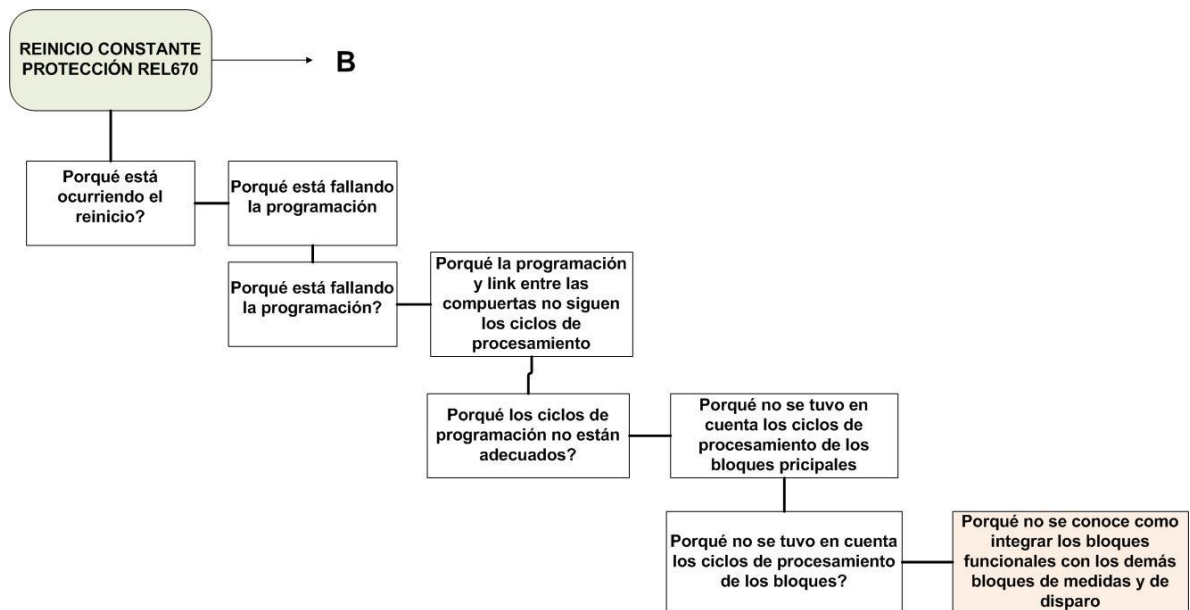 REINICIO CONSTANTE
PROTECCIÓN REL670
B
Porqué está
ocurriendo el
reinicio?
Porqué está fallando
la programación
Porqué está fallando
la programación?
Porqué la programación
y link entre las
compuertas no siguen
los ciclos de
procesamiento
Porqué los ciclos de
programación no están
adecuados?
Porqué no se tuvo en
cuenta los ciclos de
procesamiento de los
bloques pricipales
Porqué no se tuvo en cuenta
los ciclos de procesamiento
de los bloques?
Porqué no se conoce como
integrar los bloques
funcionales con los demás
bloques de medidas y de
disparo